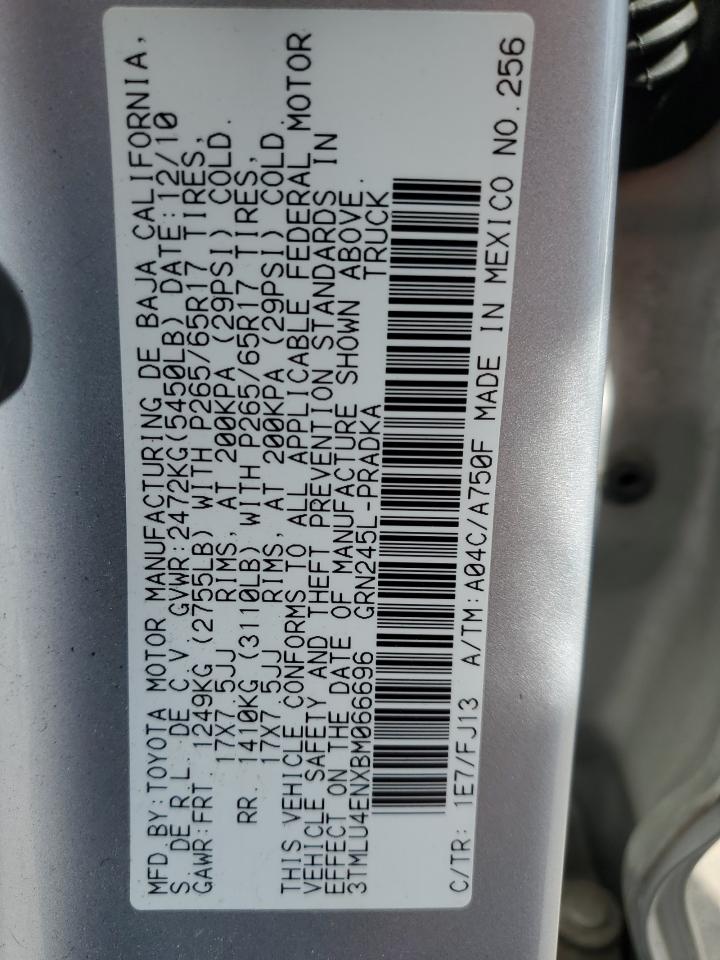 MFD.BY:TOYOTA MOTOR MANUFACTURING DE BAJA CALIFORNIA,
S. DE R.L. DE C.V GVWR:2472KG(5450LB) DATE:12/10
GAWR:FRT. 1249KG (2755LB) WITH P265/65R17 TIRES,
17X7.5JJ RIMS, AT 200KPA (29PSI) COLD.
RR. 1410KG (3110LB) WITH P265/65R17 TIRES,
17X7.5JJ RIMS, AT 200KPA (29PSI) COLD.
THIS VEHICLE CONFORMS TO ALL APPLICABLE FEDERAL MOTOR
VEHICLE SAFETY AND THEFT PREVENTION STANDARDS IN
EFFECT ON THE DATE OF MANUFACTURE SHOWN ABOVE.
3TMLU4ENXBM066696 GRN245L-PRADKA TRUCK
C/TR: 1E7/FJ13 A/TM:A04C/A750F MADE IN MEXICO NO.256